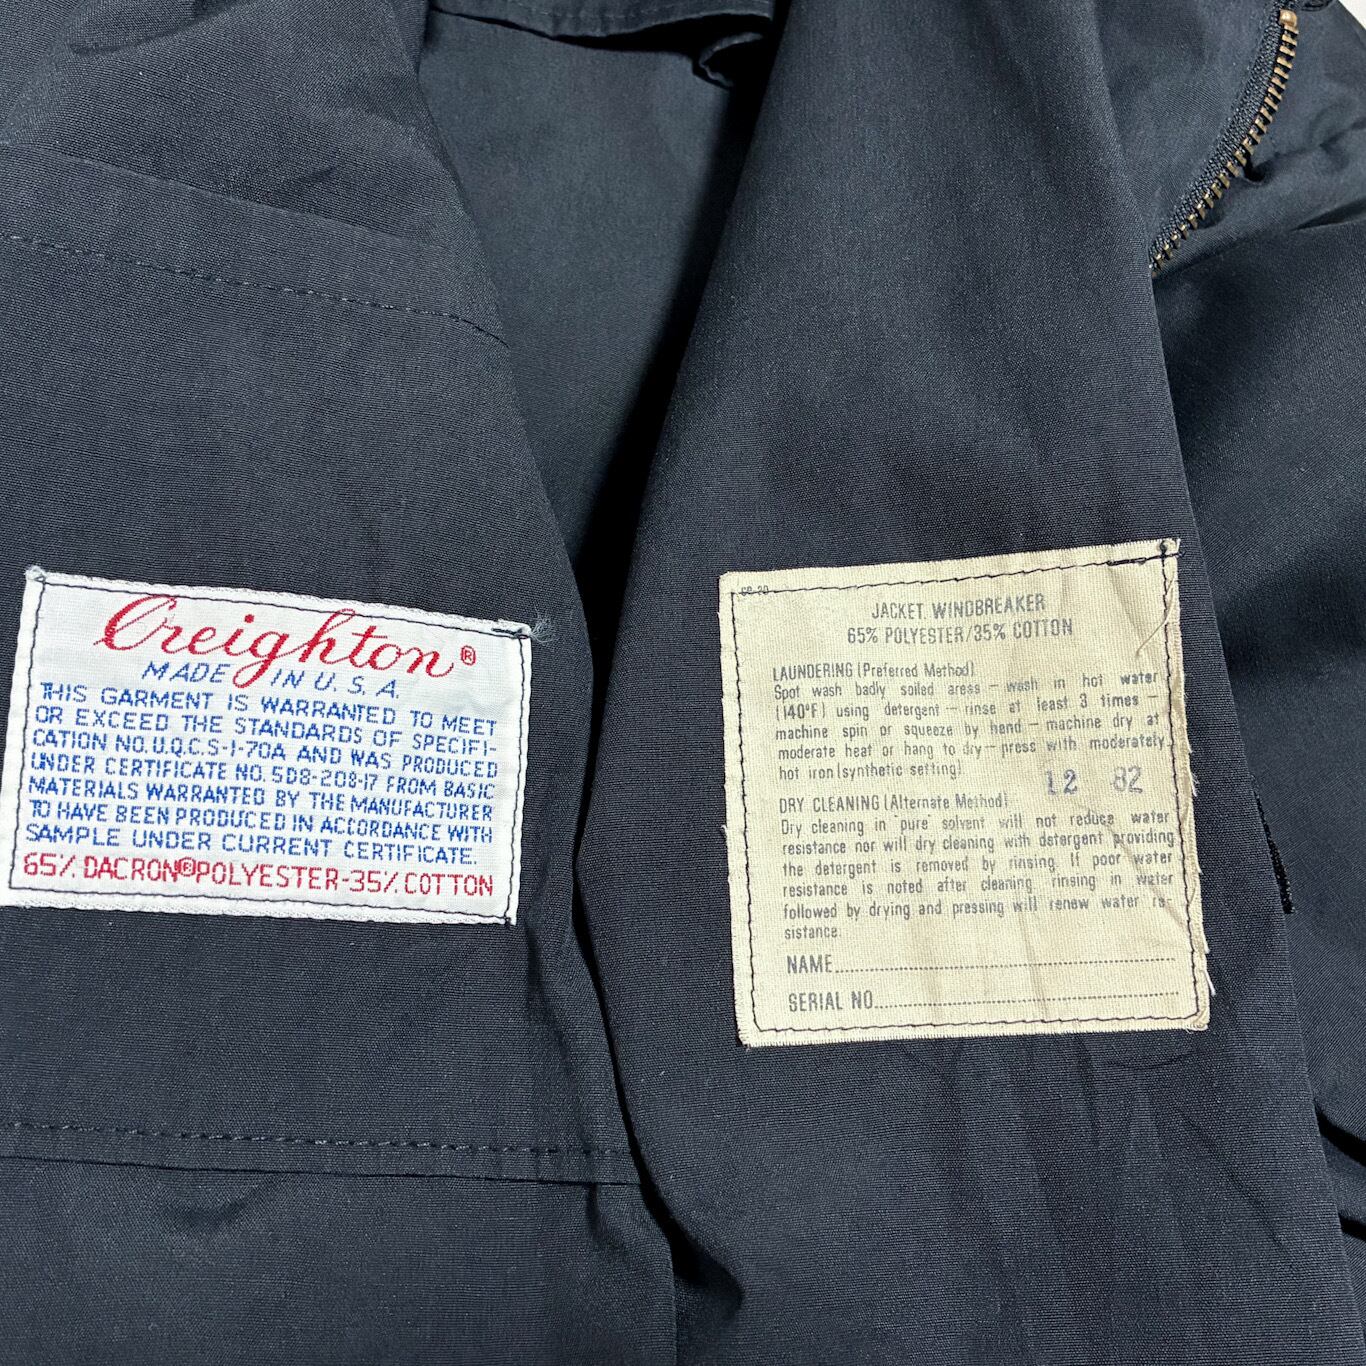 Creighton®
MADE IN U.S.A.
THIS GARMENT IS WARRANTED TO MEET
OR EXCEED THE STANDARDS OF SPECIFI-
CATION NO. U.Q.C.S-1-70A AND WAS PRODUCED
UNDER CERTIFICATE NO. 5D8-208-17 FROM BASIC
MATERIALS WARRANTED BY THE MANUFACTURER
TO HAVE BEEN PRODUCED IN ACCORDANCE WITH
SAMPLE UNDER CURRENT CERTIFICATE.
65% DACRON® POLYESTER-35% COTTON
JACKET, WINDBREAKER
65% POLYESTER/35% COTTON
LAUNDERING (Preferred Method)
Spot wash badly soiled areas — wash in hot water
(140°F) using detergent — rinse at least 3 times —
machine spin or squeeze by hand — machine dry at
moderate heat or hang to dry — press with moderately
hot iron (synthetic setting)
12 82
DRY CLEANING (Alternate Method)
Dry cleaning in "pure" solvent will not reduce water
resistance nor will dry cleaning with detergent providing
the detergent is removed by rinsing. If poor water
resistance is noted after cleaning, rinsing in water
followed by drying and pressing will renew water re-
sistance.
NAME
SERIAL NO.